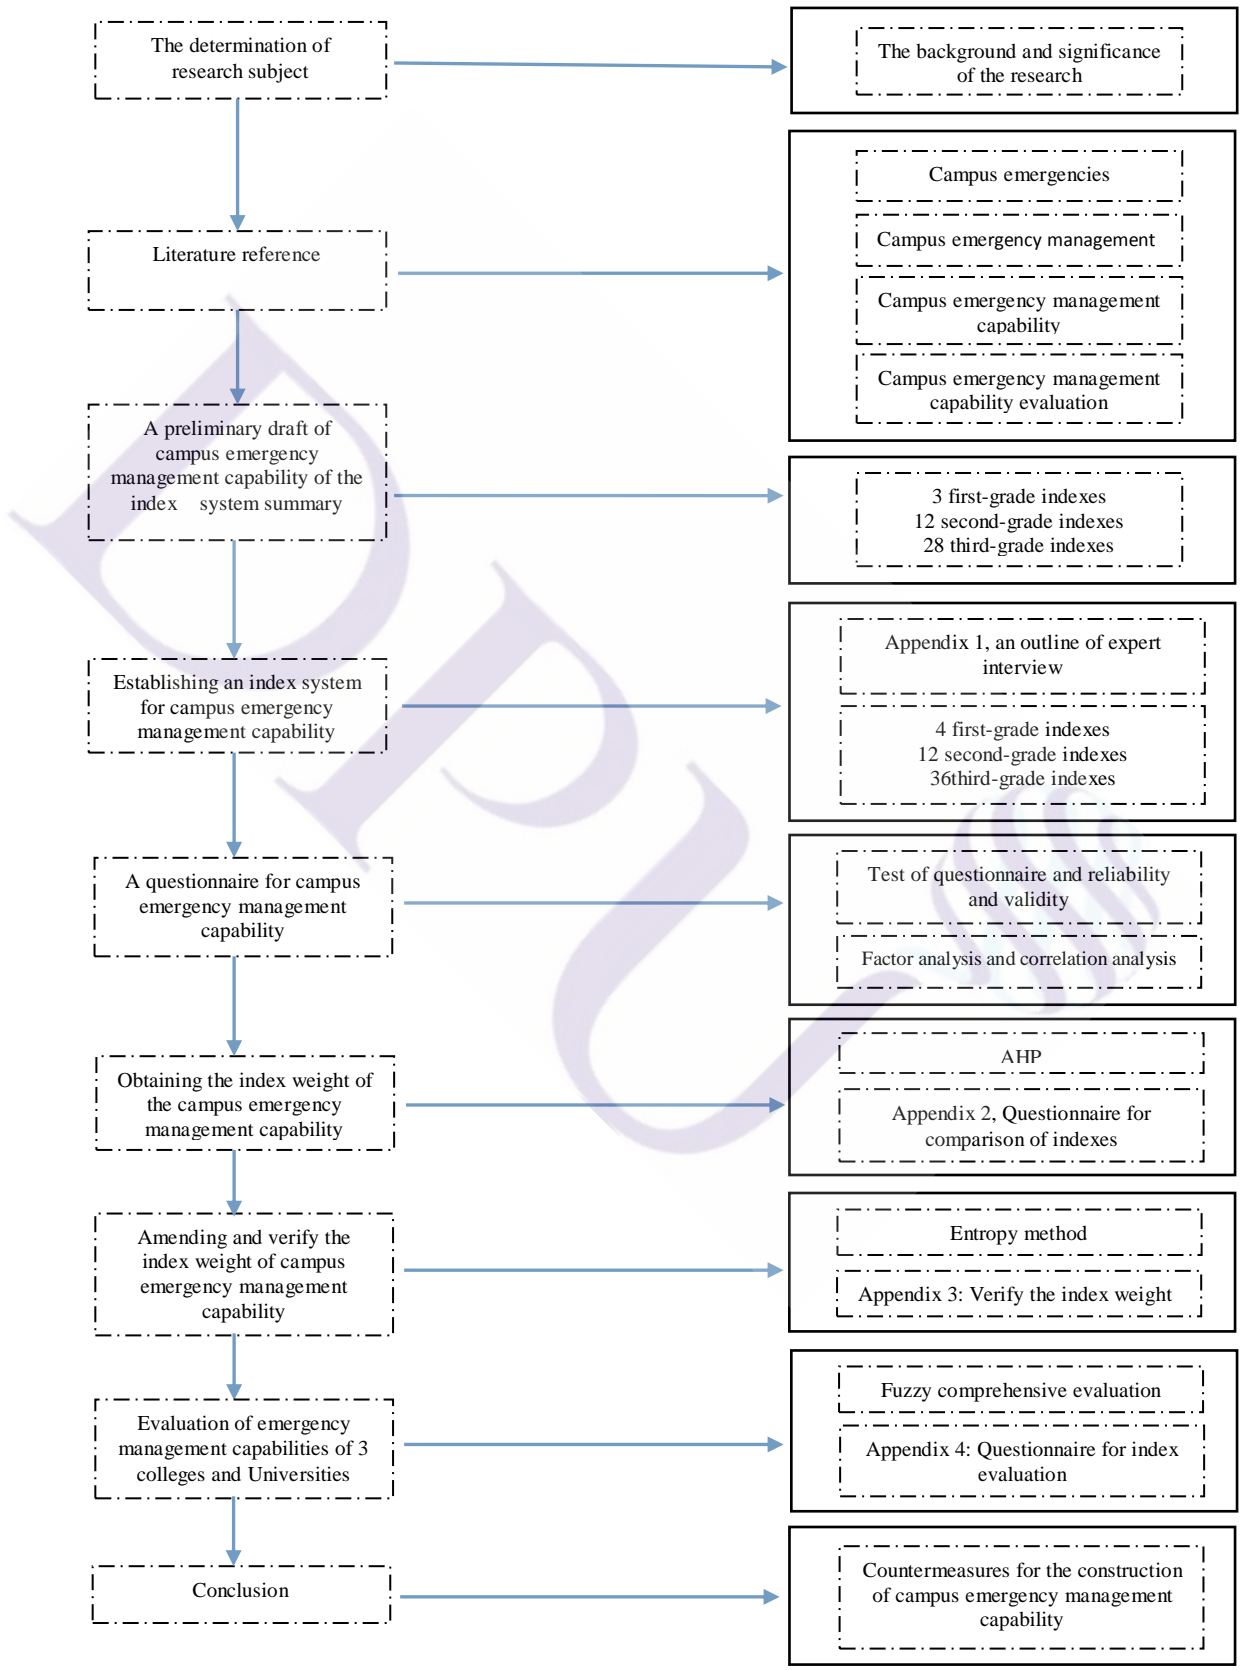 The determination of
research subject
The background and significance
of the research
Literature reference
Campus emergencies
Campus emergency management
Campus emergency management
capability
Campus emergency management
capability evaluation
A preliminary draft of
campus emergency
management capability of the
index system summary
3 first-grade indexes
12 second-grade indexes
28 third-grade indexes
Establishing an index system
for campus emergency
management capability
Appendix 1, an outline of expert
interview
4 first-grade indexes
12 second-grade indexes
36third-grade indexes
A questionnaire for campus
emergency management
capability
Test of questionnaire and reliability
and validity
Factor analysis and correlation analysis
Obtaining the index weight of
the campus emergency
management capability
AHP
Appendix 2, Questionnaire for
comparison of indexes
Amending and verify the
index weight of campus
emergency management
capability
Entropy method
Appendix 3: Verify the index weight
Evaluation of emergency
management capabilities of 3
colleges and Universities
Fuzzy comprehensive evaluation
Appendix 4: Questionnaire for index
evaluation
Conclusion
Countermeasures for the construction
of campus emergency management
capability
DPU